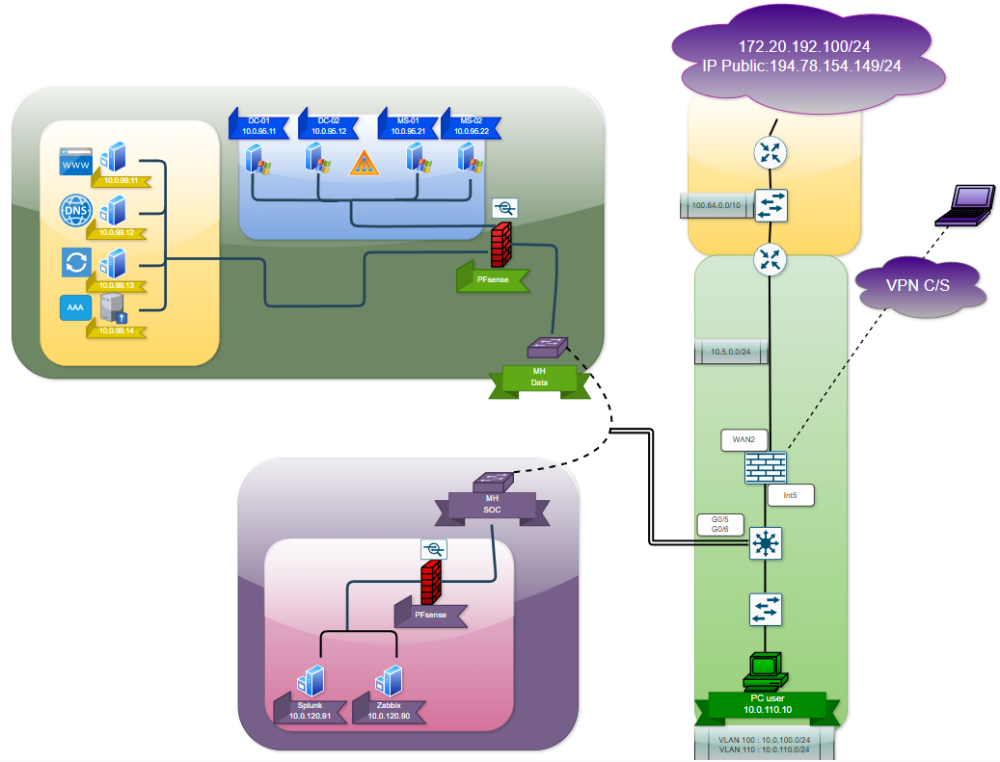 172.20.192.100/24
IP Public:194.78.154.149/24
DC-01
10.0.95.11
DC-02
10.0.95.12
MS-01
10.0.95.21
MS-02
10.0.95.22
WWW
10.0.99.11
DNS
10.0.99.12
10.0.99.13
AAA
10.0.99.14
PFsense
MH
Data
100.64.0.0/10
VPN C/S
10.5.0.0/24
WAN2
Int5
G0/5
G0/6
MH
SOC
PFsense
Splunk
10.0.120.91
Zabbix
10.0.120.90
PC user
10.0.110.10
VLAN 100 : 10.0.100.0/24
VLAN 110 : 10.0.110.0/24